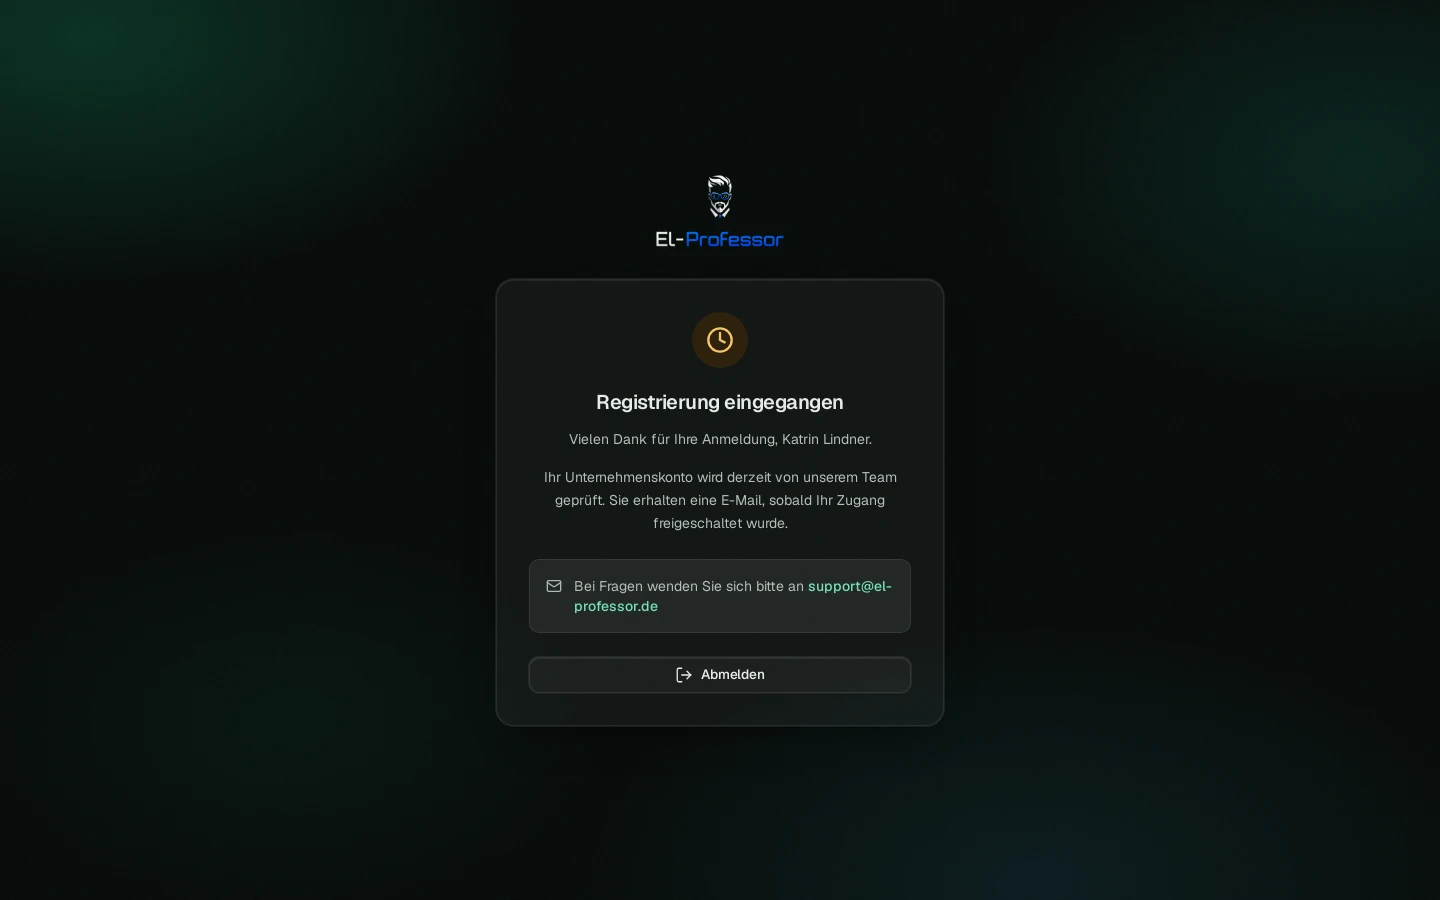 El-Professor
Registrierung eingegangen
Vielen Dank für Ihre Anmeldung, Katrin Lindner.
Ihr Unternehmenskonto wird derzeit von unserem Team
geprüft. Sie erhalten eine E-Mail, sobald Ihr Zugang
freigeschaltet wurde.
Bei Fragen wenden Sie sich bitte an support@el-
professor.de
Abmelden